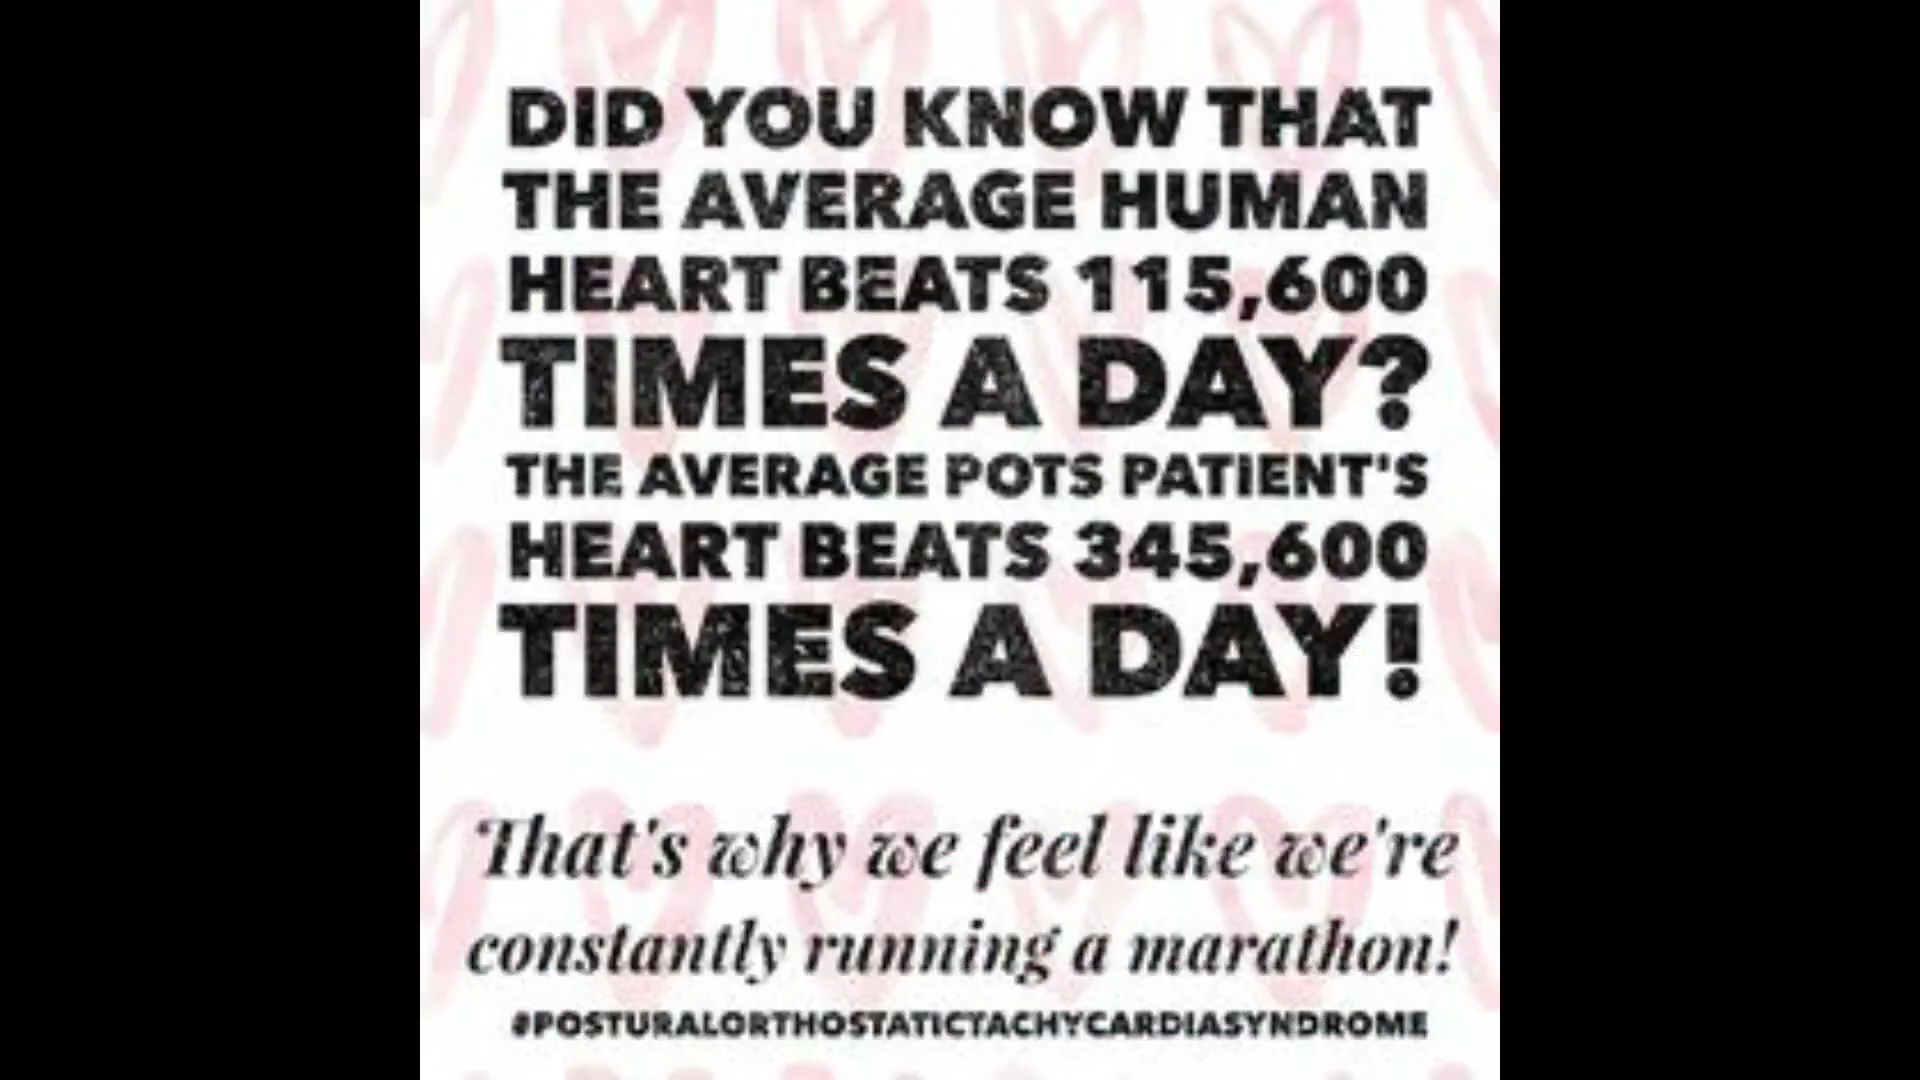 DID YOU KNOW THAT
THE AVERAGE HUMAN
HEART BEATS 115,600
TIMES A DAY?
THE AVERAGE POTS PATIENT'S
HEART BEATS 345,600
TIMES A DAY!
That's why we feel like we're
constantly running a marathon!
#POSTURALORTHOSTATICTACHYCARDIASYNDROME